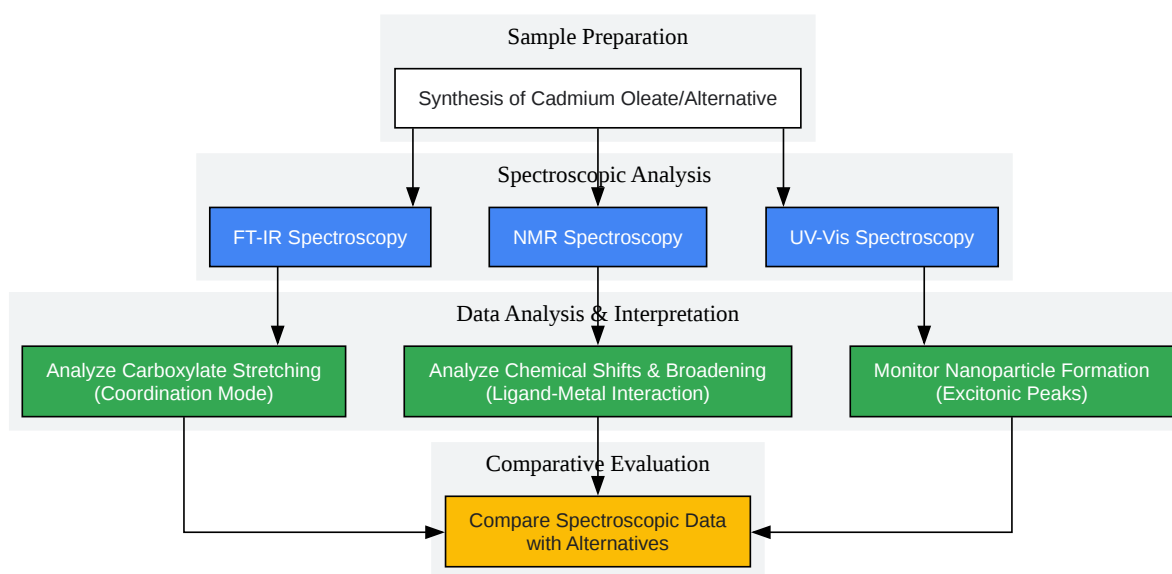 Sample Preparation
Synthesis of Cadmium Oleate/Alternative
Spectroscopic Analysis
FT-IR Spectroscopy
NMR Spectroscopy
UV-Vis Spectroscopy
Data Analysis & Interpretation
Analyze Carboxylate Stretching
(Coordination Mode)
Analyze Chemical Shifts & Broadening
(Ligand-Metal Interaction)
Monitor Nanoparticle Formation
(Excitonic Peaks)
Comparative Evaluation
Compare Spectroscopic Data
with Alternatives